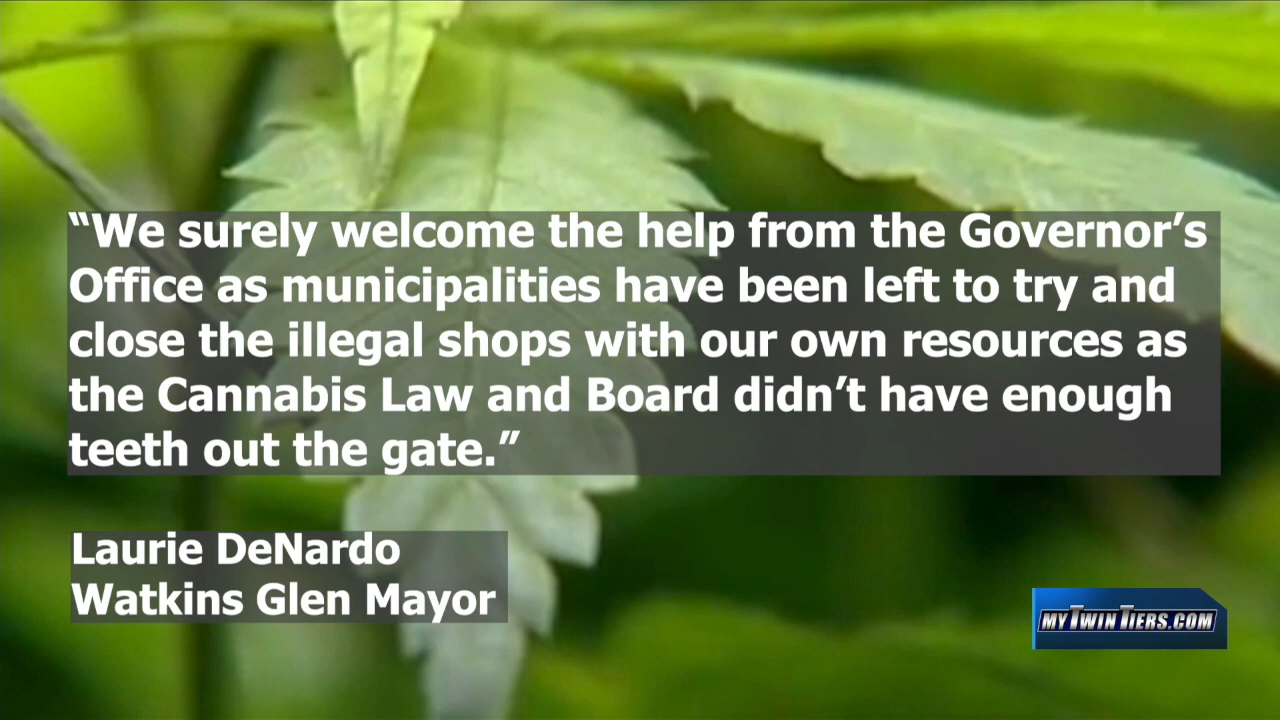 “We surely welcome the help from the Governor’s
Office as municipalities have been left to try and
close the illegal shops with our own resources as
the Cannabis Law and Board didn’t have enough
teeth out the gate.”
Laurie DeNardo
Watkins Glen Mayor
MYTWINTIERS.COM